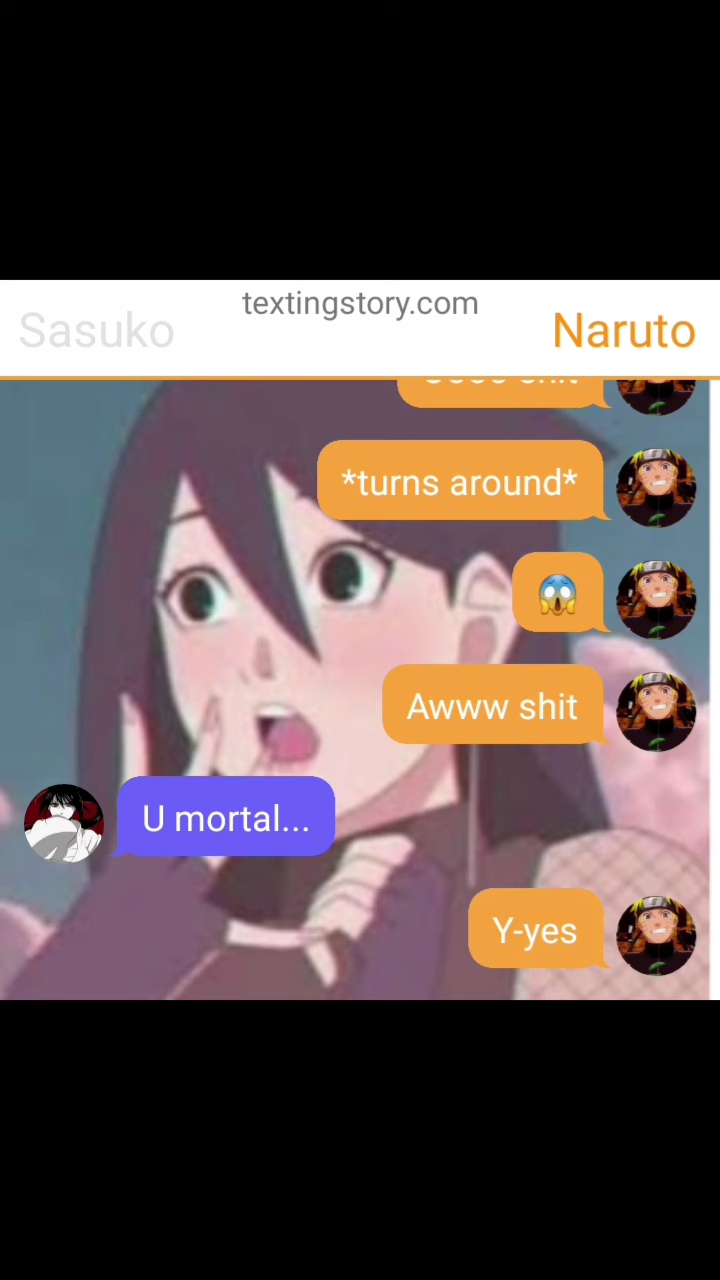 textingstory.com
Sasuko
Naruto
*turns around*
😱
Awww shit
U mortal...
Y-yes